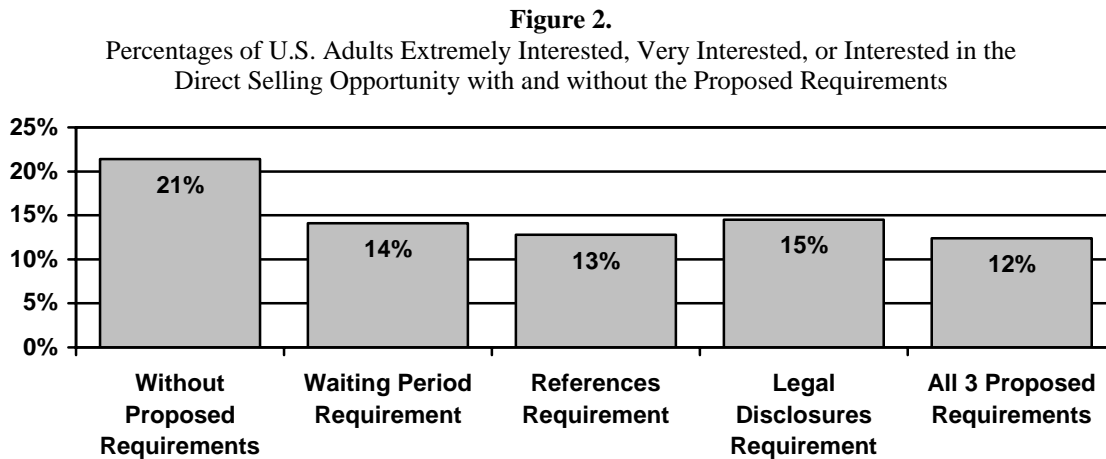 Figure 2.
Percentages of U.S. Adults Extremely Interested, Very Interested, or Interested in the
Direct Selling Opportunity with and without the Proposed Requirements
25%
20%
15%
10%
5%
0%
21%
14%
13%
15%
12%
Without
Proposed
Requirements
Waiting Period
Requirement
References
Requirement
Legal
Disclosures
Requirement
All 3 Proposed
Requirements